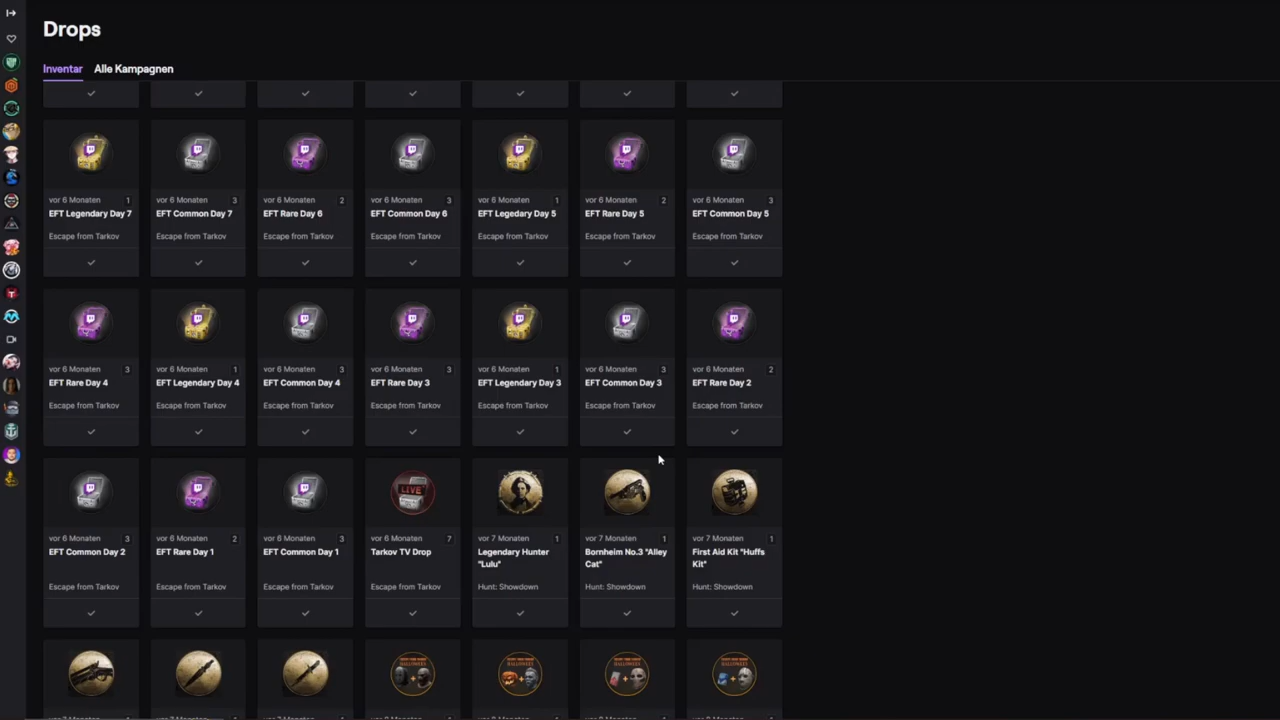 Drops
Inventar Alle Kampagnen
vor 6 Monaten 1 vor 6 Monaten 3 vor 6 Monaten 2 vor 6 Monaten 3 vor 6 Monaten 1 vor 6 Monaten 2 vor 6 Monaten 3
EFT Legendary Day 7 EFT Common Day 7 EFT Rare Day 6 EFT Common Day 6 EFT Legedary Day 5 EFT Rare Day 5 EFT Common Day 5
Escape from Tarkov Escape from Tarkov Escape from Tarkov Escape from Tarkov Escape from Tarkov Escape from Tarkov Escape from Tarkov
vor 6 Monaten 3 vor 6 Monaten 1 vor 6 Monaten 3 vor 6 Monaten 3 vor 6 Monaten 1 vor 6 Monaten 3 vor 6 Monaten 2
EFT Rare Day 4 EFT Legendary Day 4 EFT Common Day 4 EFT Rare Day 3 EFT Legendary Day 3 EFT Common Day 3 EFT Rare Day 2
Escape from Tarkov Escape from Tarkov Escape from Tarkov Escape from Tarkov Escape from Tarkov Escape from Tarkov Escape from Tarkov
LIVE
vor 6 Monaten 3 vor 6 Monaten 2 vor 6 Monaten 3 vor 6 Monaten 7 vor 7 Monaten 1 vor 7 Monaten 1 vor 7 Monaten 1
EFT Common Day 2 EFT Rare Day 1 EFT Common Day 1 Tarkov TV Drop Legendary Hunter Bornheim No.3 "Alley First Aid Kit "Huffs
"Lulu" Cat" Kit"
Escape from Tarkov Escape from Tarkov Escape from Tarkov Escape from Tarkov Hunt: Showdown Hunt: Showdown Hunt: Showdown
HALLOWEEN HALLOWEEN HALLOWEEN HALLOWEEN